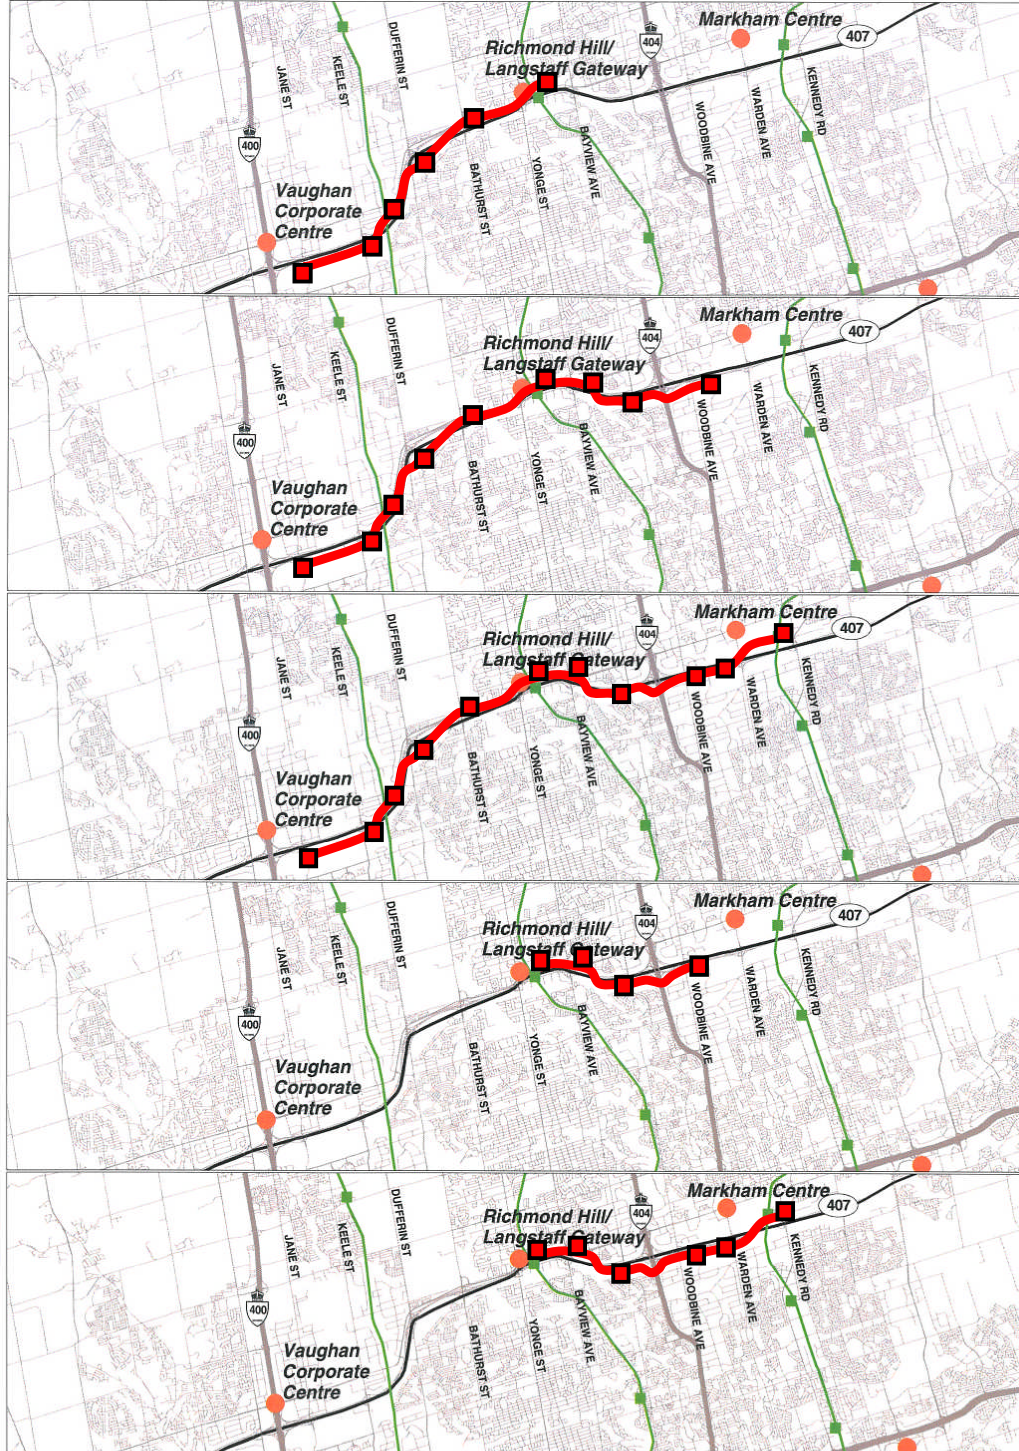 Markham Centre
407
404
Richmond Hill/
Langstaff Gateway
DUFFERIN ST
KEELE ST
JANE ST
KENNEDY RD
WARDEN AVE
WOODBINE AVE
BAYVIEW AVE
YONGE ST
BATHURST ST
400
Vaughan
Corporate
Centre
Markham Centre
407
404
Richmond Hill/
Langstaff Gateway
DUFFERIN ST
KEELE ST
JANE ST
KENNEDY RD
WARDEN AVE
WOODBINE AVE
BAYVIEW AVE
YONGE ST
BATHURST ST
400
Vaughan
Corporate
Centre
Markham Centre
407
404
Richmond Hill/
Langstaff Gateway
DUFFERIN ST
KEELE ST
JANE ST
KENNEDY RD
WARDEN AVE
WOODBINE AVE
BAYVIEW AVE
YONGE ST
BATHURST ST
400
Vaughan
Corporate
Centre
Markham Centre
407
404
Richmond Hill/
Langstaff Gateway
DUFFERIN ST
KEELE ST
JANE ST
KENNEDY RD
WARDEN AVE
WOODBINE AVE
BAYVIEW AVE
YONGE ST
BATHURST ST
400
Vaughan
Corporate
Centre
Markham Centre
407
404
Richmond Hill/
Langstaff Gateway
DUFFERIN ST
KEELE ST
JANE ST
KENNEDY RD
WARDEN AVE
WOODBINE AVE
BAYVIEW AVE
YONGE ST
BATHURST ST
400
Vaughan
Corporate
Centre